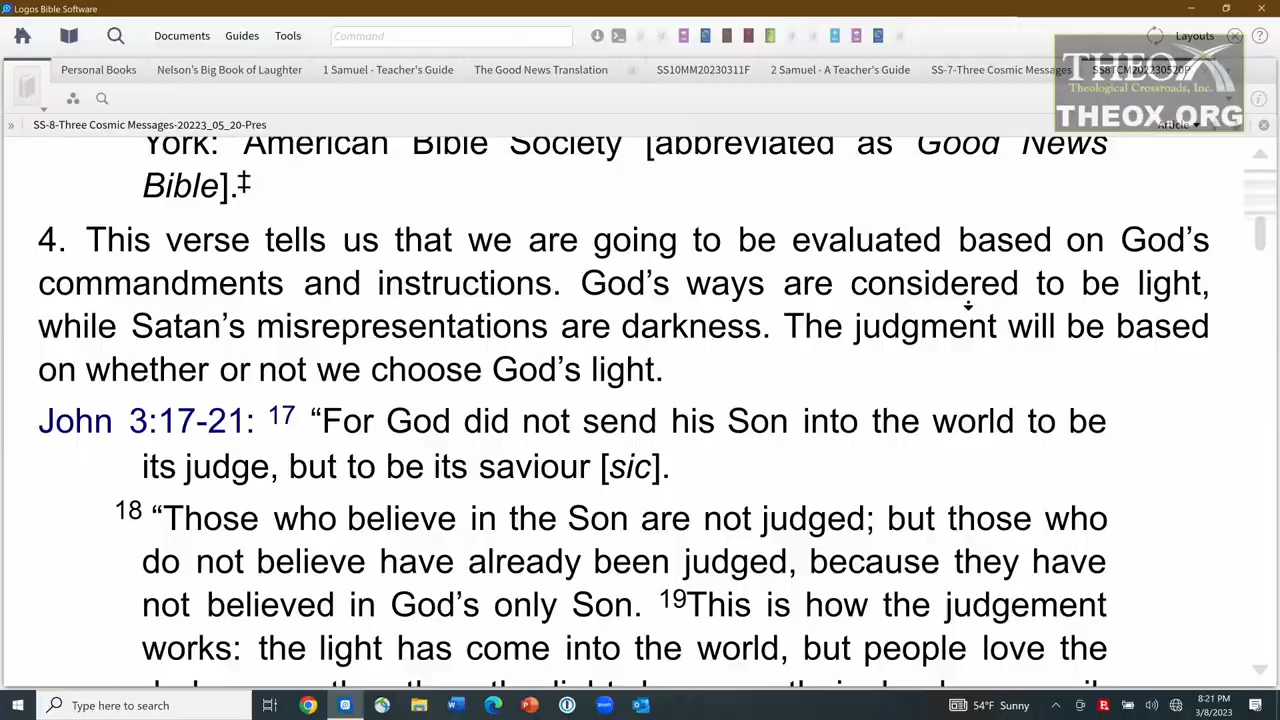 Logos Bible Software
Documents Guides Tools Command Layouts
Personal Books Nelson's Big Book of Laughter 1 Samuel Teach The Good News Translation SS10MM20230311F 2 Samuel - A Teacher's Guide SS-7-Three Cosmic Messages SS8TCM20230520P
THEOX
Theological Crossroads, Inc.
THEOX.ORG
SS-8-Three Cosmic Messages-20223_05_20-Pres Article
York: American Bible Society [abbreviated as Good News
Bible].‡
4. This verse tells us that we are going to be evaluated based on God’s
commandments and instructions. God’s ways are considered to be light,
while Satan’s misrepresentations are darkness. The judgment will be based
on whether or not we choose God’s light.
John 3:17-21: 17 “For God did not send his Son into the world to be
its judge, but to be its saviour [sic].
18 “Those who believe in the Son are not judged; but those who
do not believe have already been judged, because they have
not believed in God’s only Son. 19This is how the judgement
works: the light has come into the world, but people love the
Type here to search
54°F Sunny
8:21 PM
3/8/2023